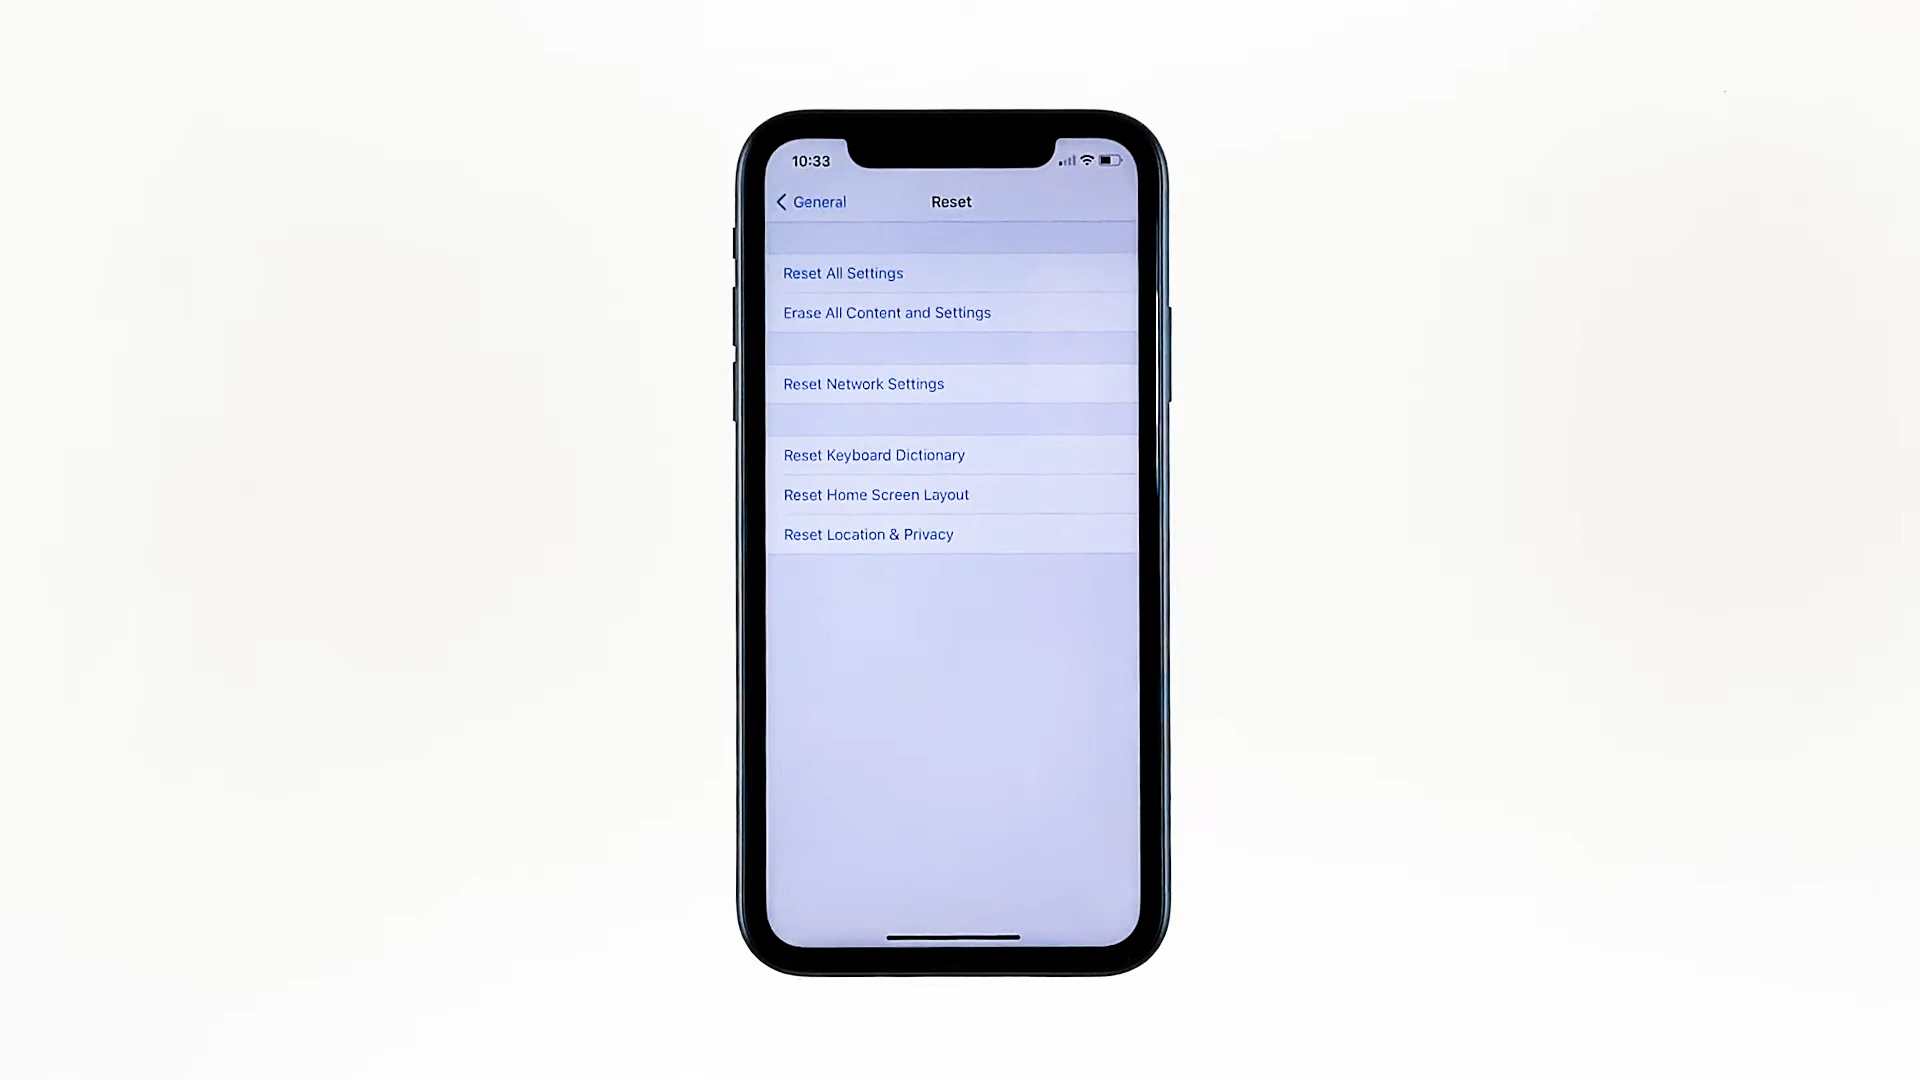 10:33
General
Reset
Reset All Settings
Erase All Content and Settings
Reset Network Settings
Reset Keyboard Dictionary
Reset Home Screen Layout
Reset Location & Privacy